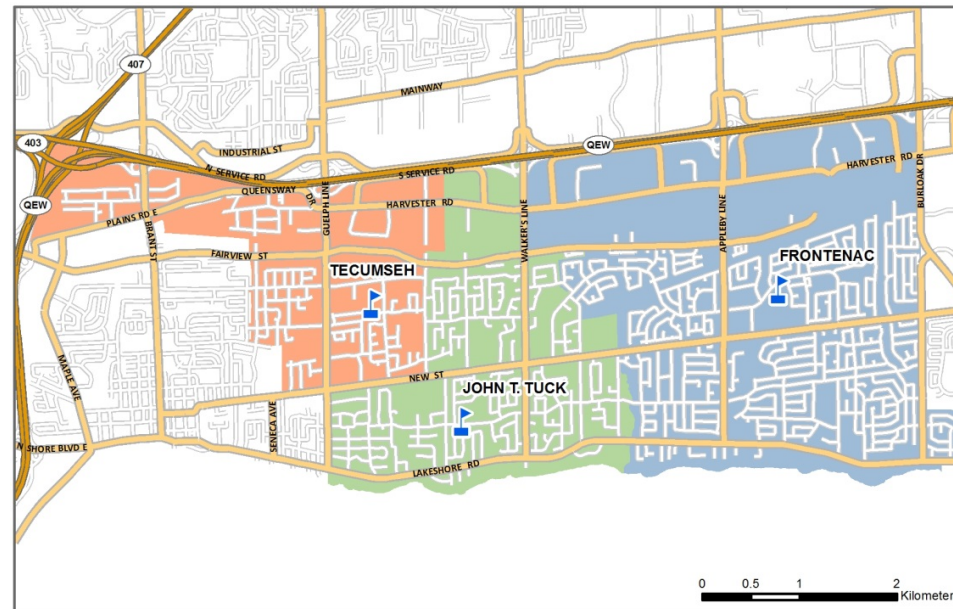 407
MAINWAY
403
INDUSTRIAL ST
QEW
N SERVICE RD
S SERVICE RD
HARVESTER RD
QUEENSWAY
DR
QEW
PLAINS RD E
HARVESTER RD
BURLOAK DR
BRANT ST
GUELPH LINE
WALKER'S LINE
APPLEBY LINE
FAIRVIEW ST
FRONTENAC
TECUMSEH
MAPLE AVE
NEW ST
JOHN T. TUCK
SENECA AVE
N SHORE BLVD E
LAKESHORE RD
0 0.5 1 2
Kilometer